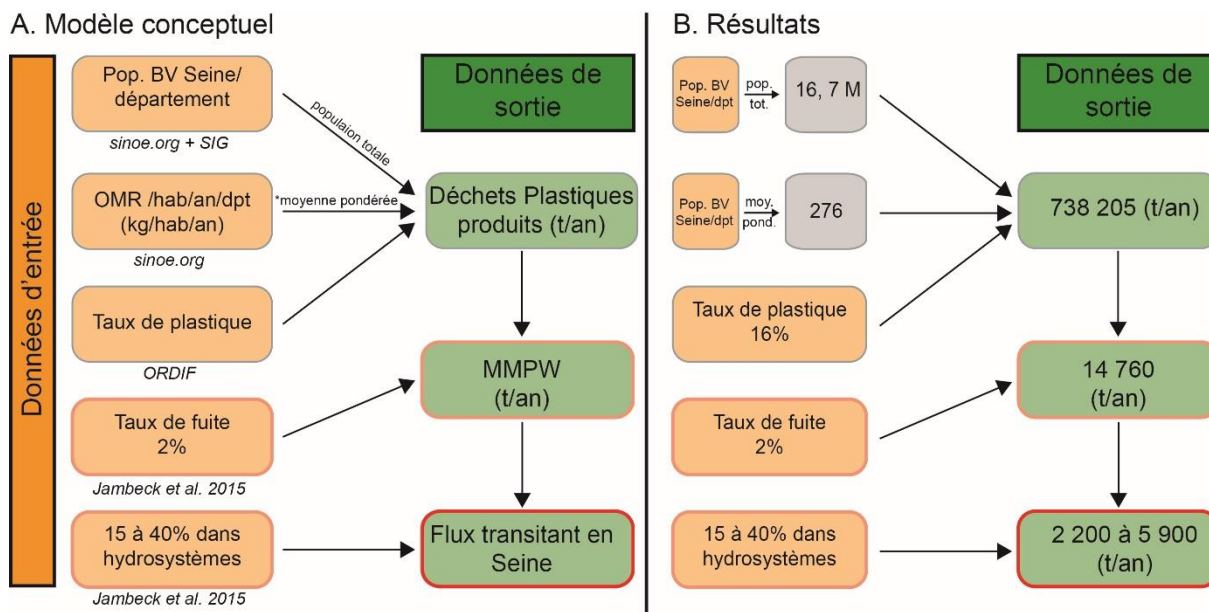 A. Modèle conceptuel
Données d'entrée
Pop. BV Seine/
département
sinoe.org + SIG
populaion totale
OMR /hab/an/dpt
(kg/hab/an)
sinoe.org
*moyenne pondérée
Taux de plastique
ORDIF
Taux de fuite
2%
Jambeck et al. 2015
15 à 40% dans
hydrosystèmes
Jambeck et al. 2015
Données de
sortie
Déchets Plastiques
produits (t/an)
MMPW
(t/an)
Flux transitant en
Seine
B. Résultats
Pop. BV
Seine/dpt
pop.
tot.
16, 7 M
Pop. BV
Seine/dpt
moy.
pond.
276
Taux de plastique
16%
Taux de fuite
2%
15 à 40% dans
hydrosystèmes
Données de
sortie
738 205 (t/an)
14 760
(t/an)
2 200 à 5 900
(t/an)